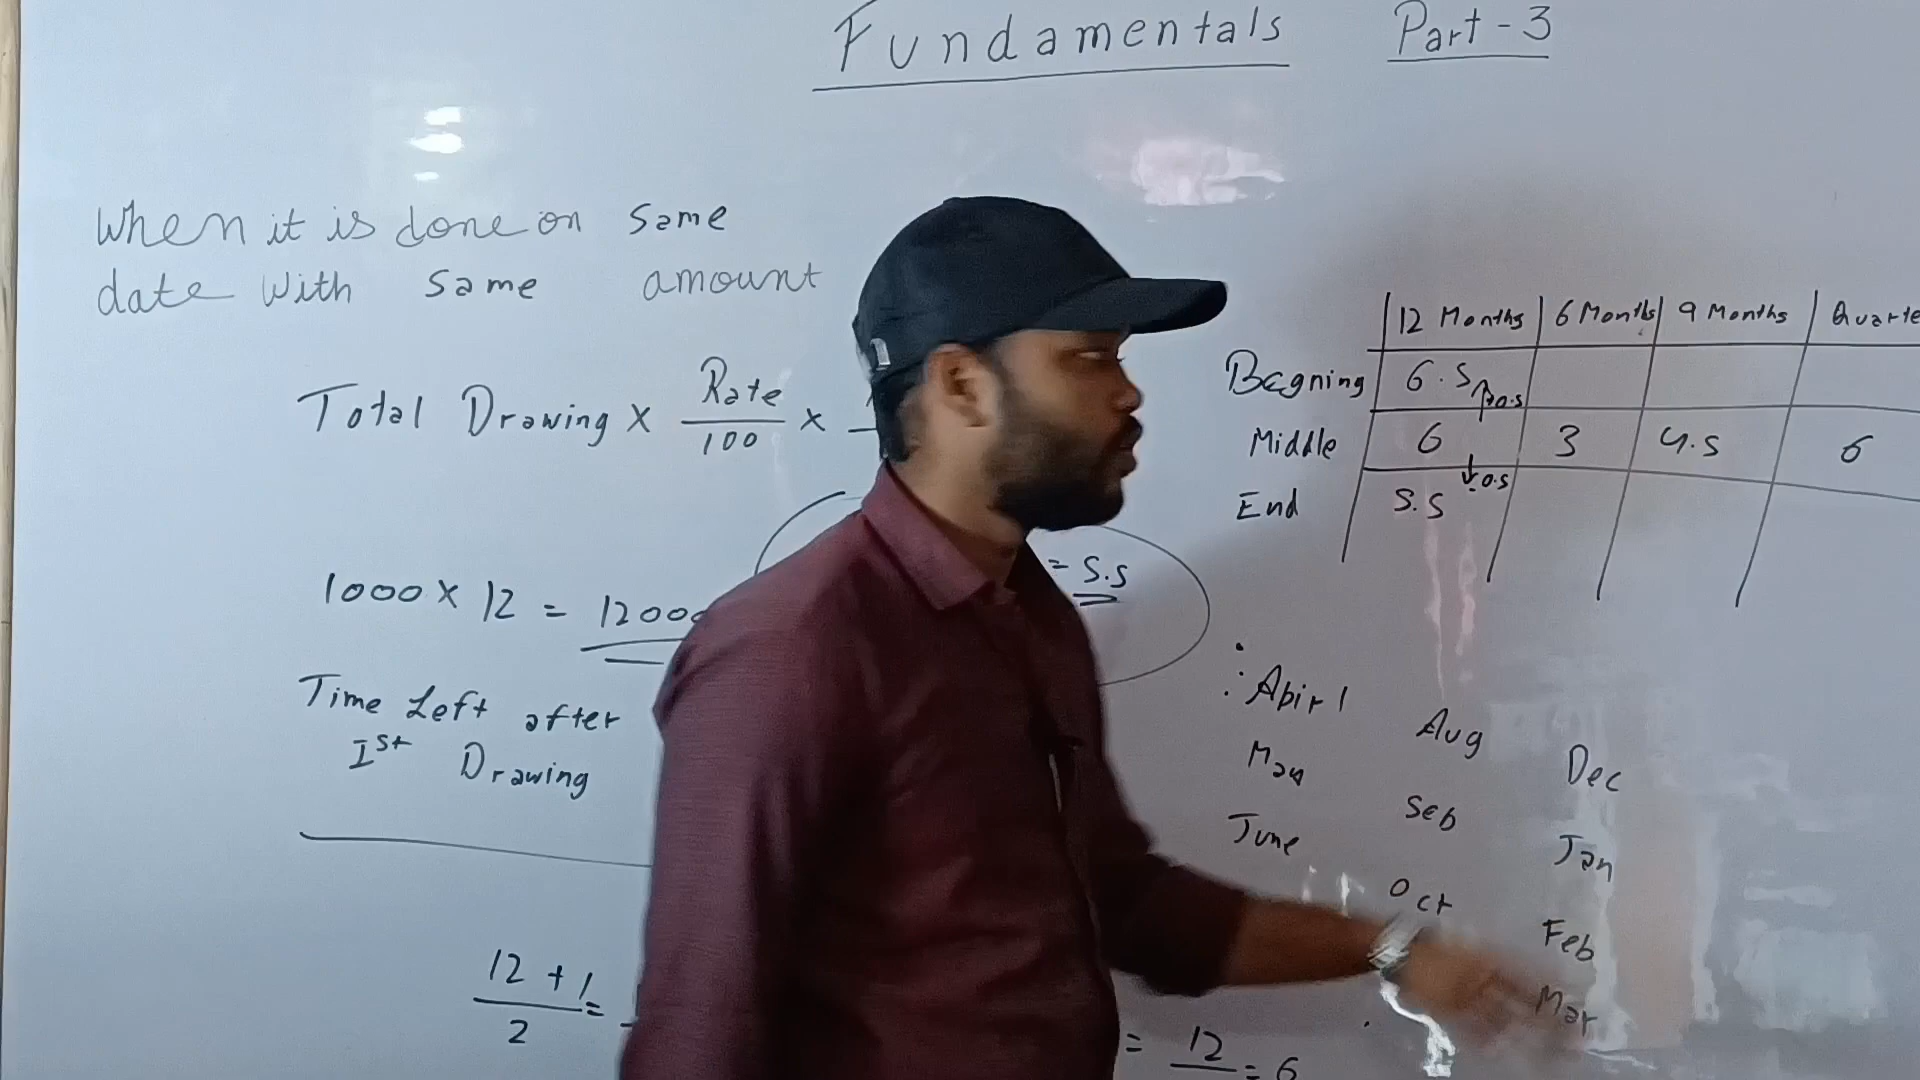 Fundamentals Part-3
When it is done on same
date with same amount
Total Drawing × Rate/100 ×
1000 × 12 = 12000
= 5.5
Time Left after
Ist Drawing
12 + 1 / 2 =
= 12 = 6
12 Months 6 Months 9 Months Quarte
Begning 6.5 ↑ 0.5
Middle 6 3 4.5 6
↓ 0.5
End 5.5
∴ Abirl Aug Dec
May Seb Jan
June Oct Feb
Mar